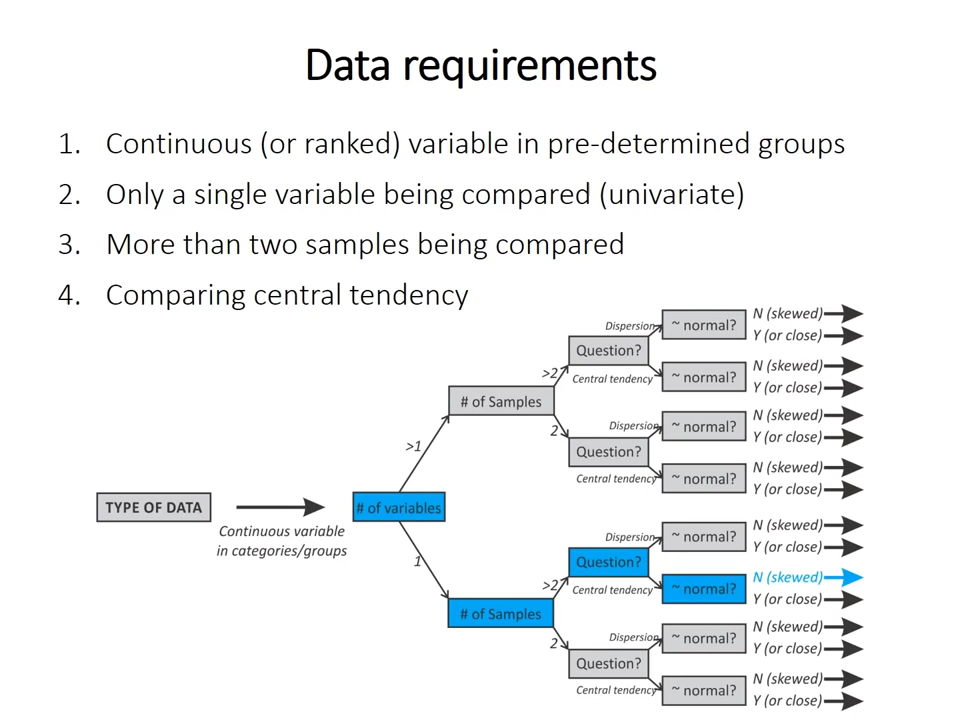 Data requirements
1. Continuous (or ranked) variable in pre-determined groups
2. Only a single variable being compared (univariate)
3. More than two samples being compared
4. Comparing central tendency
N (skewed)
Dispersion
~ normal?
Y (or close)
Question?
N (skewed)
>2
Central tendency
~ normal?
Y (or close)
# of Samples
N (skewed)
2
Dispersion
~ normal?
Y (or close)
>1
Question?
N (skewed)
Central tendency
~ normal?
Y (or close)
TYPE OF DATA
# of variables
Continuous variable
in categories/groups
N (skewed)
Dispersion
~ normal?
Y (or close)
1
Question?
N (skewed)
>2
Central tendency
~ normal?
Y (or close)
# of Samples
N (skewed)
2
Dispersion
~ normal?
Y (or close)
Question?
N (skewed)
Central tendency
~ normal?
Y (or close)